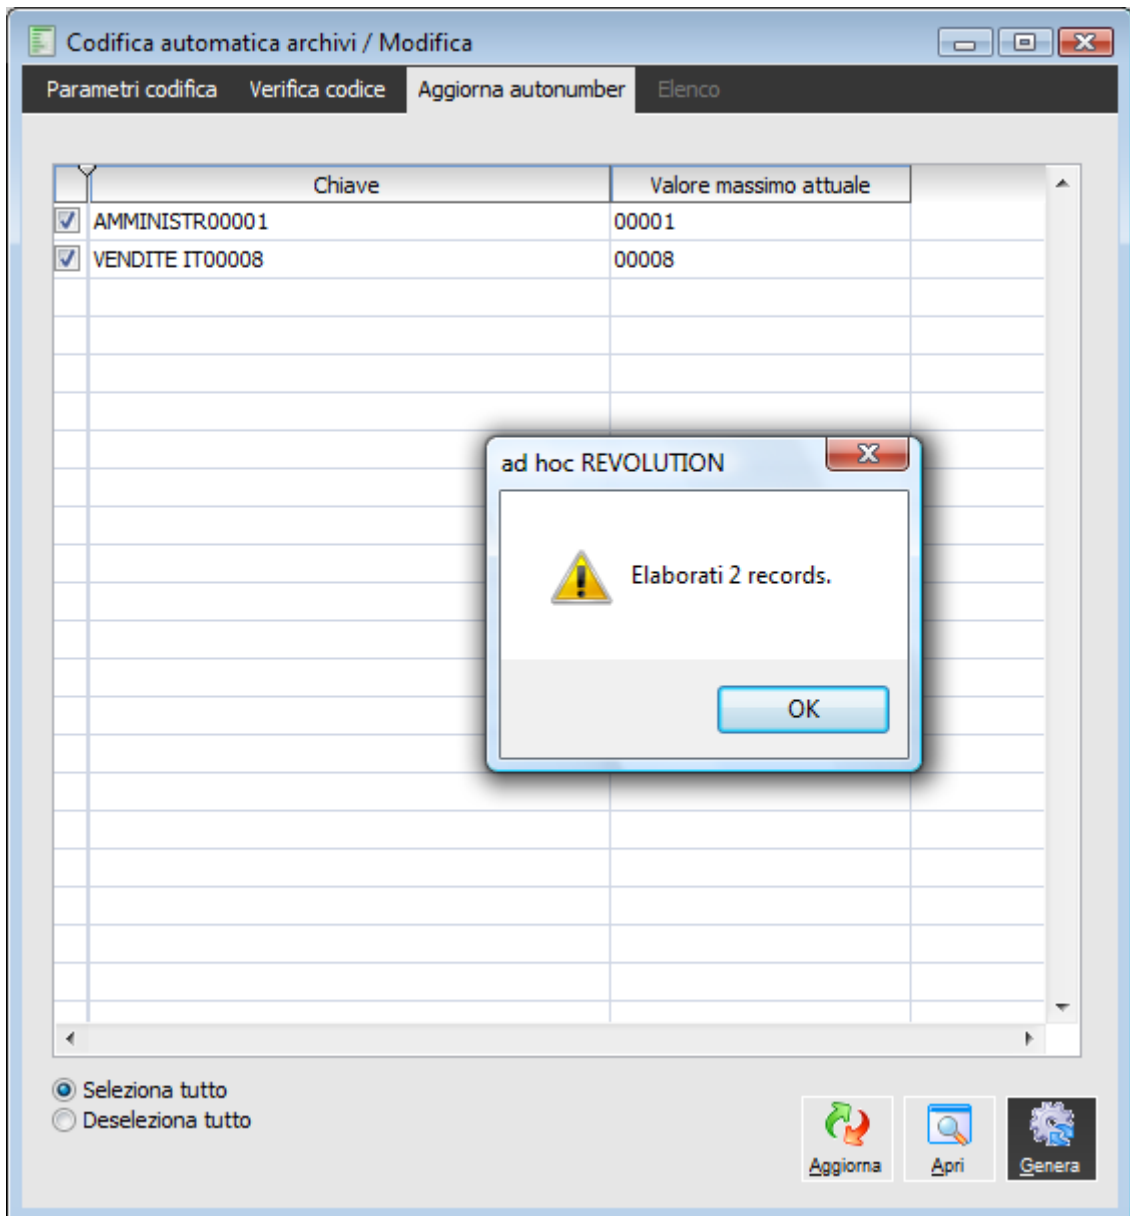 Codifica automatica archivi / Modifica
Parametri codifica Verifica codice Aggiorna autonumber Elenco
Chiave Valore massimo attuale
AMMINISTR00001 00001
VENDITE IT00008 00008
ad hoc REVOLUTION
Elaborati 2 records.
OK
Seleziona tutto
Deseleziona tutto
Aggiorna Apri Genera